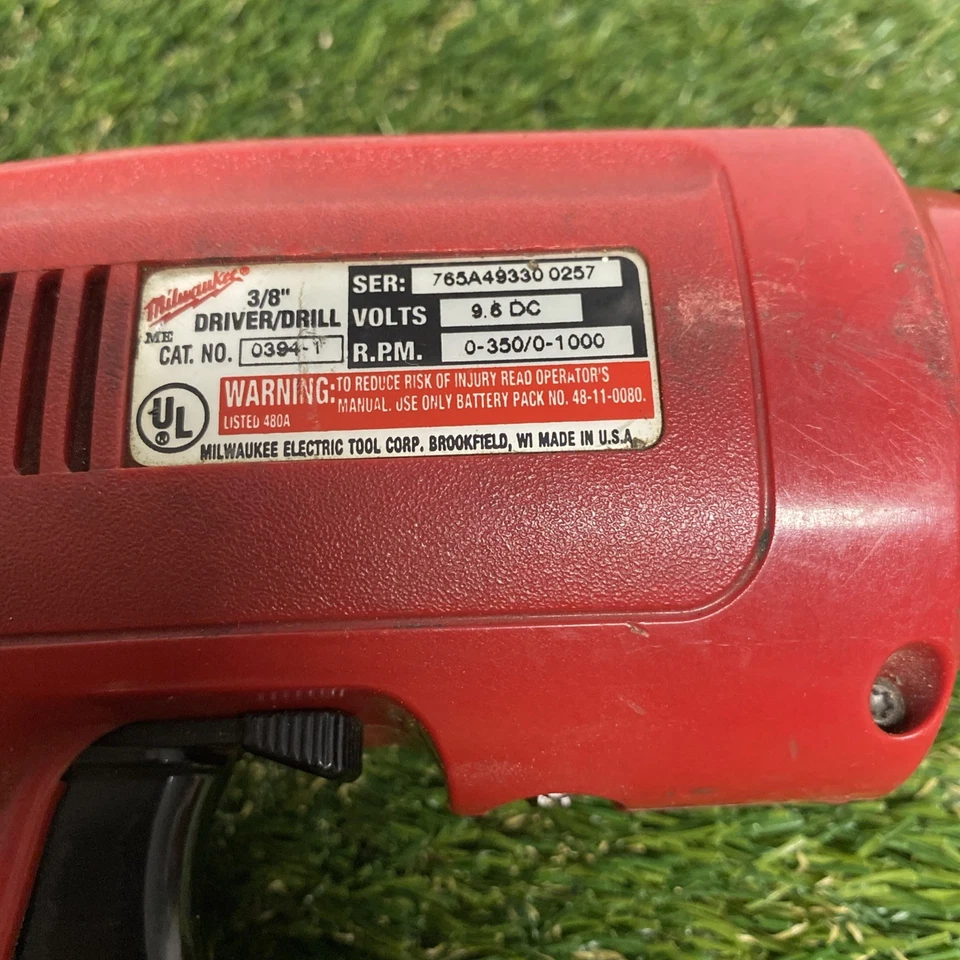 Milwaukee®
3/8"
DRIVER/DRILL
ME
CAT. NO. 0394-1
SER: 765A49330 0257
VOLTS 9.6 DC
R.P.M. 0-350/0-1000
UL
®
WARNING: TO REDUCE RISK OF INJURY READ OPERATOR'S
MANUAL. USE ONLY BATTERY PACK NO. 48-11-0080.
LISTED 480A
MILWAUKEE ELECTRIC TOOL CORP. BROOKFIELD, WI MADE IN U.S.A.